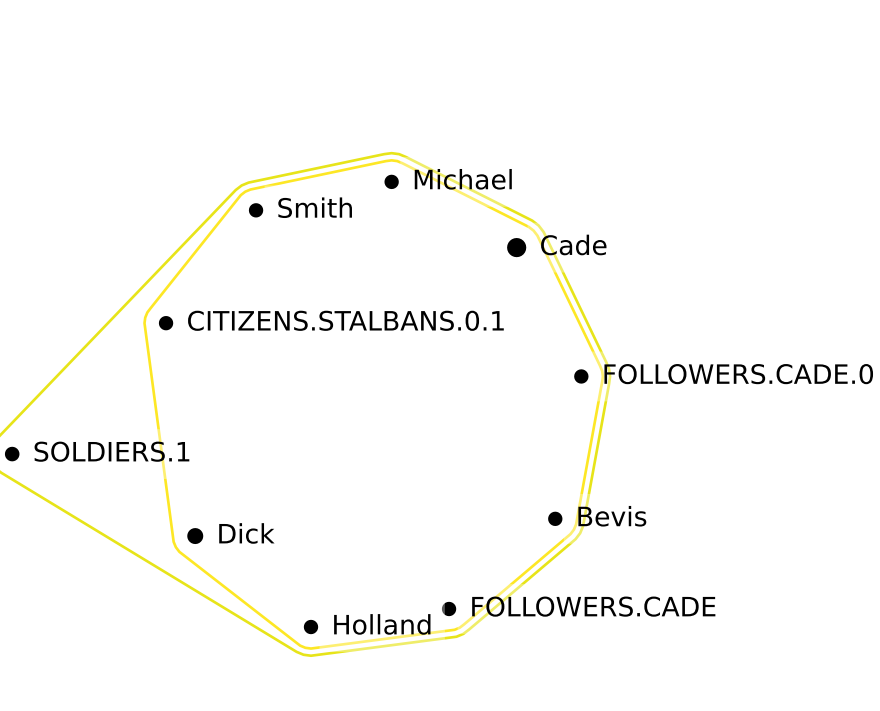 Michael
Smith
Cade
CITIZENS.STALBANS.0.1
FOLLOWERS.CADE.0
SOLDIERS.1
Bevis
Dick
FOLLOWERS.CADE
Holland